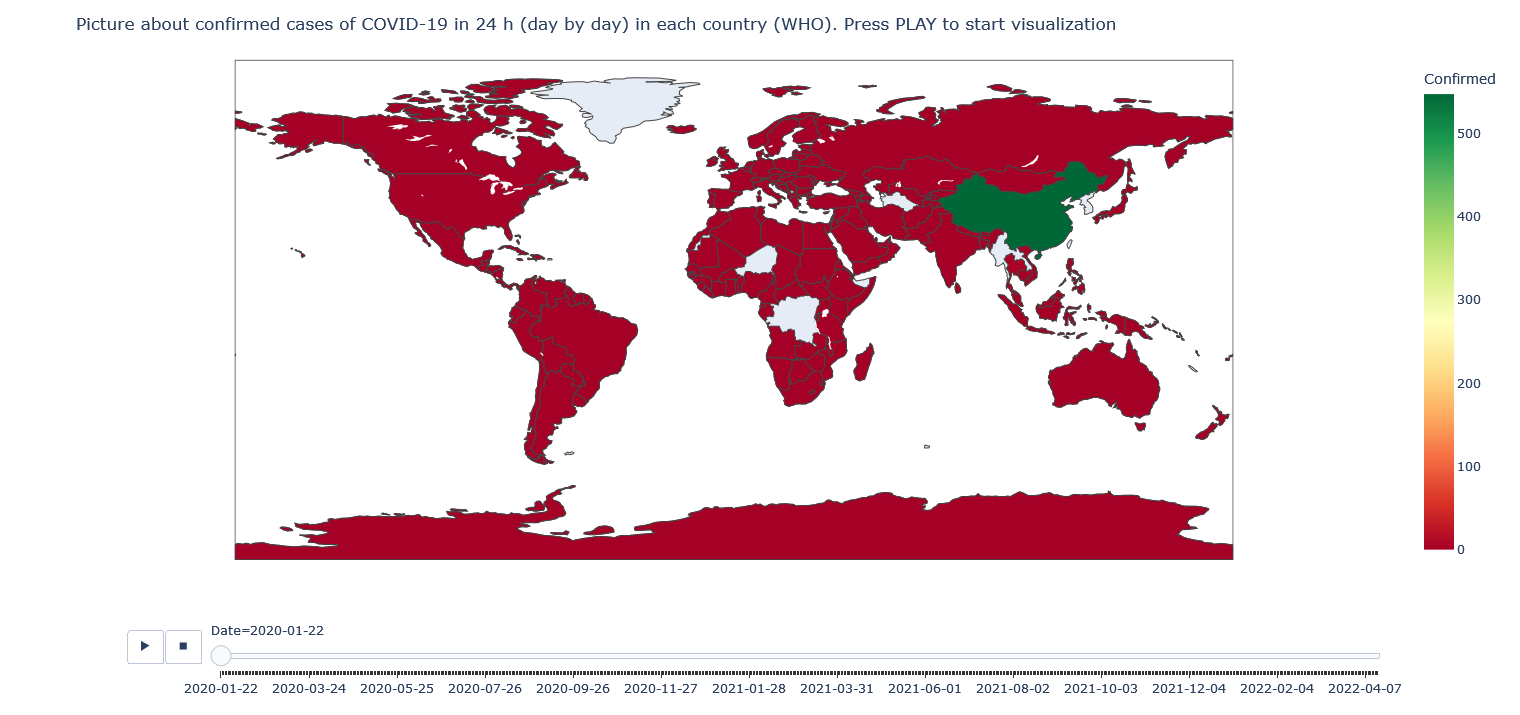 Picture about confirmed cases of COVID-19 in 24 h (day by day) in each country (WHO). Press PLAY to start visualization
Confirmed
500
400
300
200
100
0
Date=2020-01-22
2020-01-22 2020-03-24 2020-05-25 2020-07-26 2020-09-26 2020-11-27 2021-01-28 2021-03-31 2021-06-01 2021-08-02 2021-10-03 2021-12-04 2022-02-04 2022-04-07